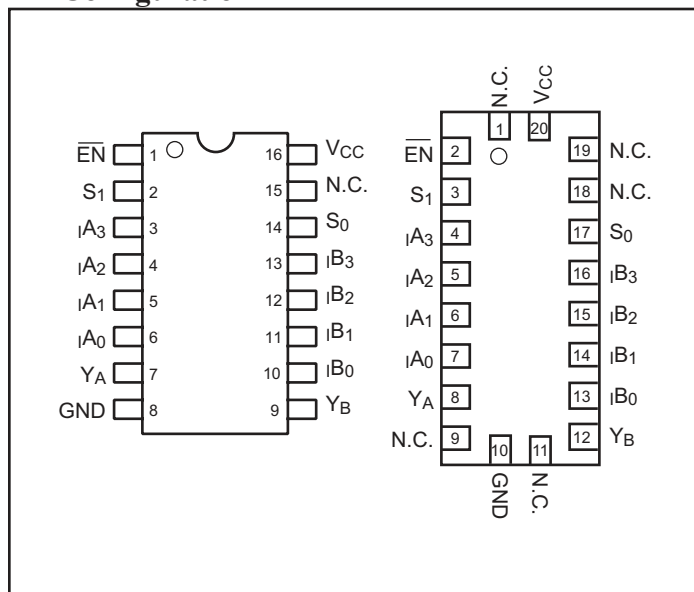 Configuration
E̅N̅ 1 16 VCC
S1 2 15 N.C.
IA3 3 14 S0
IA2 4 13 IB3
IA1 5 12 IB2
IA0 6 11 IB1
YA 7 10 IB0
GND 8 9 YB
N.C. VCC
1 20
E̅N̅ 2 19 N.C.
S1 3 18 N.C.
IA3 4 17 S0
IA2 5 16 IB3
IA1 6 15 IB2
IA0 7 14 IB1
YA 8 13 IB0
N.C. 9 12 YB
10 11
GND N.C.